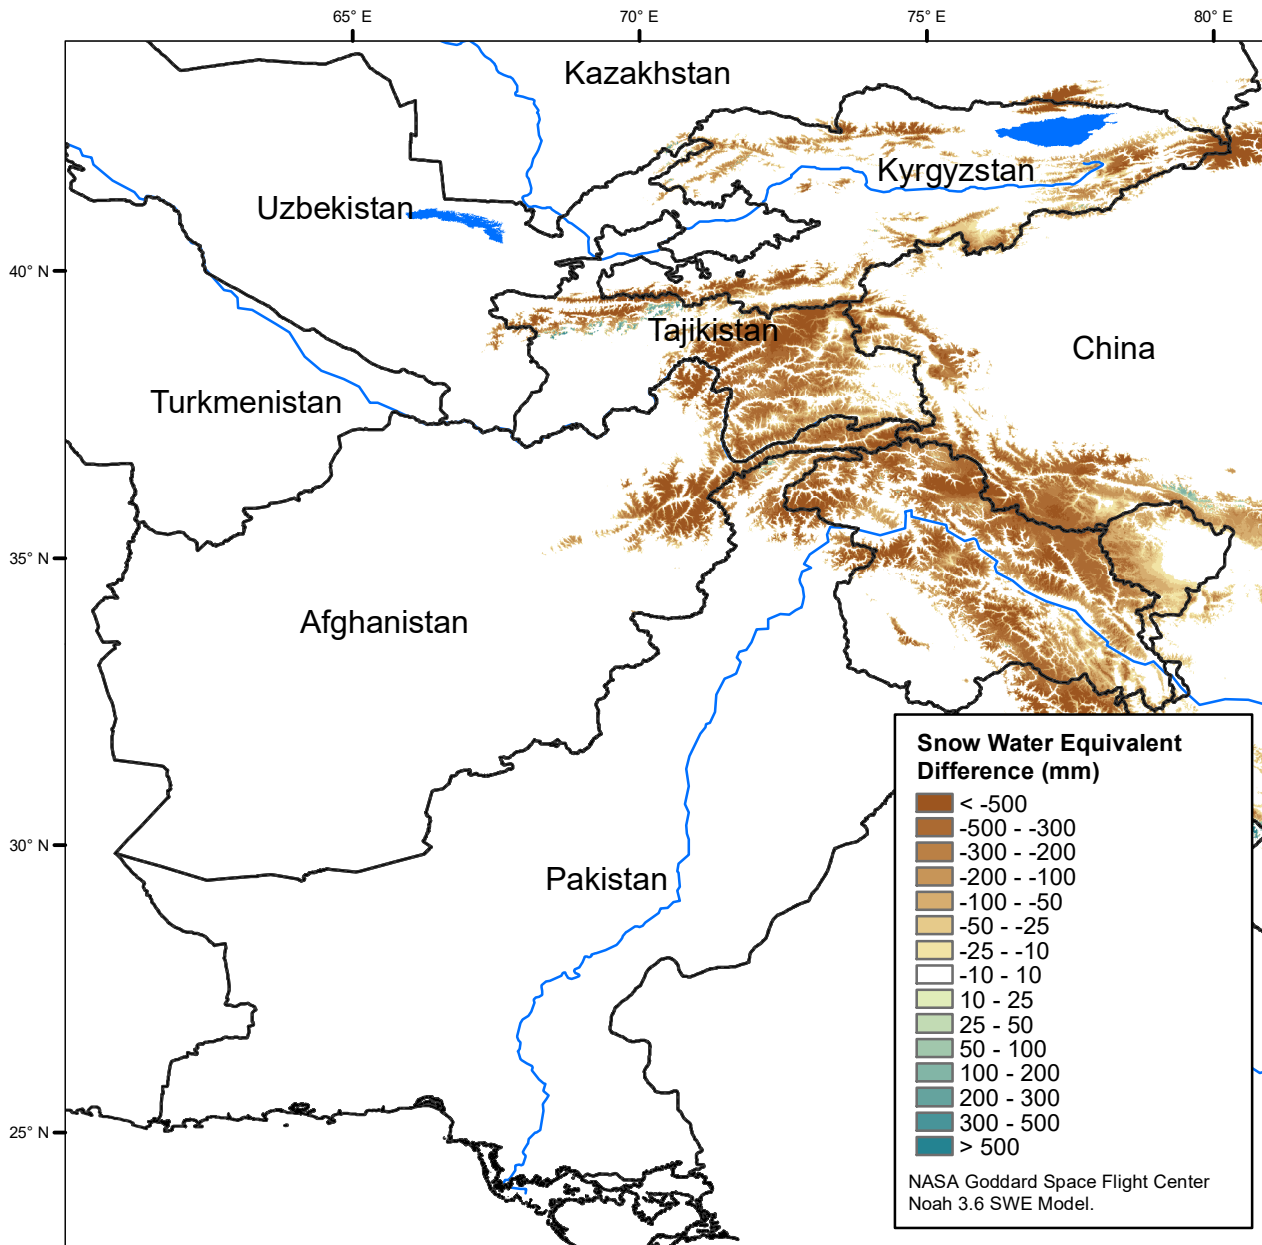 65° E
70° E
75° E
80° E
Kazakhstan
Kyrgyzstan
Uzbekistan
40° N
Tajikistan
China
Turkmenistan
35° N
Afghanistan
Snow Water Equivalent
Difference (mm)
< -500
-500 - -300
-300 - -200
-200 - -100
-100 - -50
-50 - -25
-25 - -10
-10 - 10
10 - 25
25 - 50
50 - 100
100 - 200
200 - 300
300 - 500
> 500
30° N
Pakistan
25° N
NASA Goddard Space Flight Center
Noah 3.6 SWE Model.